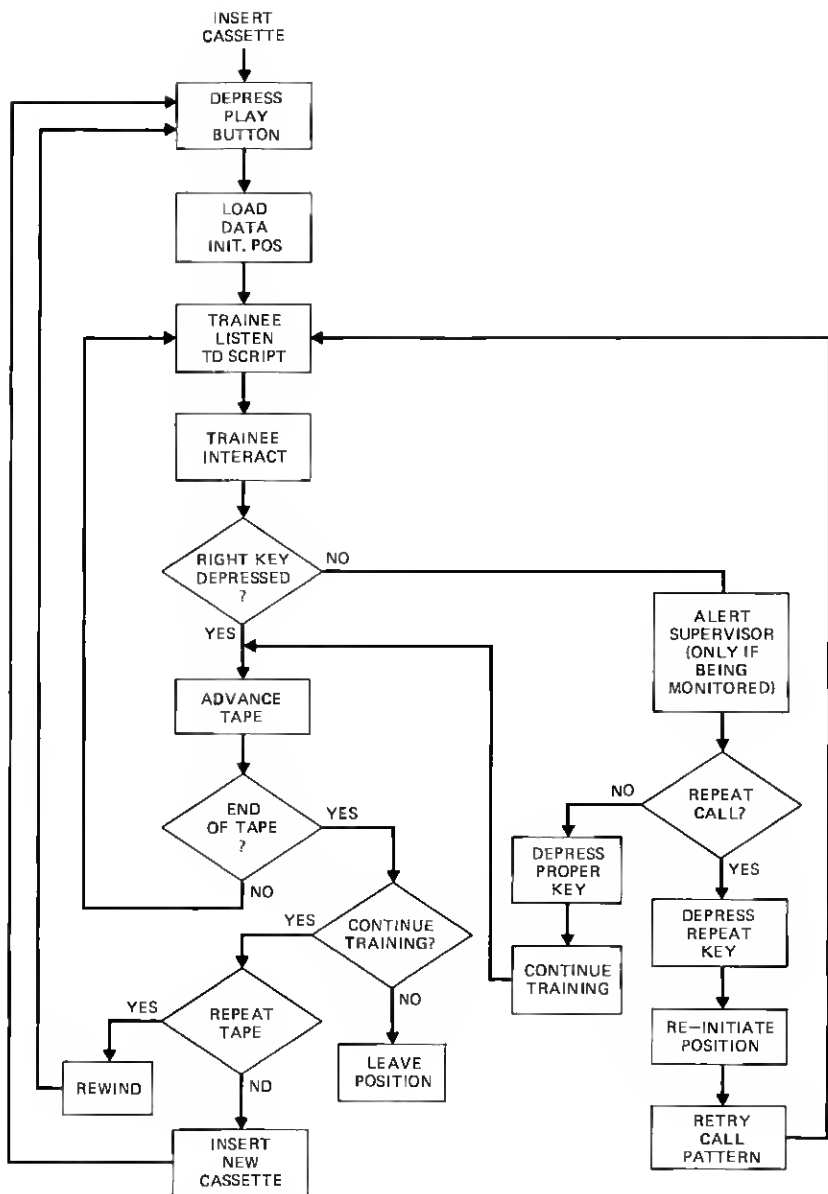 INSERT
CASSETTE
DEPRESS
PLAY
BUTTON
LOAD
DATA
INIT. POS
TRAINEE
LISTEN
TD SCRIPT
TRAINEE
INTERACT
RIGHT KEY
DEPRESSED
?
NO
YES
ALERT
SUPERVISOR
(ONLY IF
BEING
MONITORED)
ADVANCE
TAPE
END
OF TAPE
?
YES
NO
REPEAT
CALL?
NO
YES
DEPRESS
PROPER
KEY
CONTINUE
TRAINING
DEPRESS
REPEAT
KEY
RE-INITIATE
POSITION
RETRY
CALL
PATTERN
CONTINUE
TRAINING?
YES
NO
LEAVE
POSITION
REPEAT
TAPE
YES
ND
REWIND
INSERT
NEW
CASSETTE